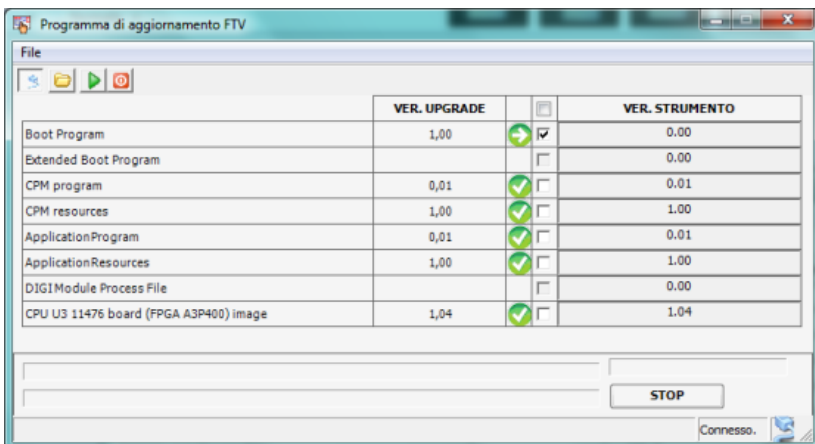 Programma di aggiornamento FTV
File
VER. UPGRADE VER. STRUMENTO
Boot Program 1,00 0.00
Extended Boot Program 0.00
CPM program 0,01 0.01
CPM resources 1,00 1.00
ApplicationProgram 0,01 0.01
ApplicationResources 1,00 1.00
DIGIModule Process File 0.00
CPU U3 11476 board (FPGA A3P400) image 1,04 1.04
STOP
Connesso.